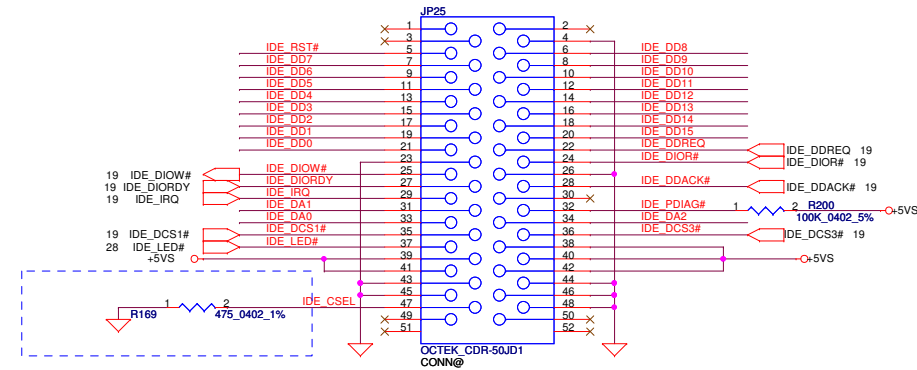 JP25
1 2
3 4
IDE_RST# 5 6 IDE_DD8
IDE_DD7 7 8 IDE_DD9
IDE_DD6 9 10 IDE_DD10
IDE_DD5 11 12 IDE_DD11
IDE_DD4 13 14 IDE_DD12
IDE_DD3 15 16 IDE_DD13
IDE_DD2 17 18 IDE_DD14
IDE_DD1 19 20 IDE_DD15
IDE_DD0 21 22 IDE_DDREQ IDE_DDREQ 19
23 24 IDE_DIOR# IDE_DIOR# 19
19 IDE_DIOW# IDE_DIOW# 25 26
19 IDE_DIORDY IDE_DIORDY 27 28 IDE_DDACK# IDE_DDACK# 19
19 IDE_IRQ IDE_IRQ 29 30
IDE_DA1 31 32 IDE_PDIAG# 1 2 R200 +5VS
100K_0402_5%
IDE_DA0 33 34 IDE_DA2
19 IDE_DCS1# IDE_DCS1# 35 36 IDE_DCS3# IDE_DCS3# 19
28 IDE_LED# IDE_LED# 37 38
+5VS 39 40 +5VS
41 42
43 44
45 46
1 2 IDE_CSEL 47 48
R169 475_0402_1%
49 50
51 52
OCTEK_CDR-50JD1
CONN@